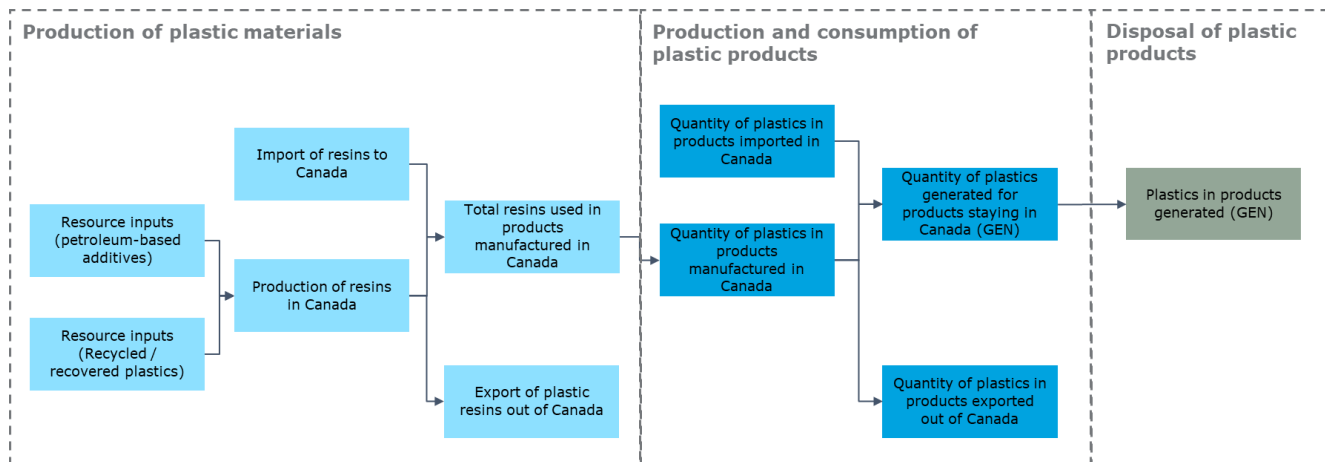 Production of plastic materials
Import of resins to
Canada
Resource inputs
(petroleum-based
additives)
Production of resins
in Canada
Resource inputs
(Recycled /
recovered plastics)
Total resins used in
products
manufactured in
Canada
Export of plastic
resins out of Canada
Production and consumption of
plastic products
Quantity of plastics in
products imported in
Canada
Quantity of plastics in
products
manufactured in
Canada
Quantity of plastics
generated for
products staying in
Canada (GEN)
Quantity of plastics in
products exported
out of Canada
Disposal of plastic
products
Plastics in products
generated (GEN)